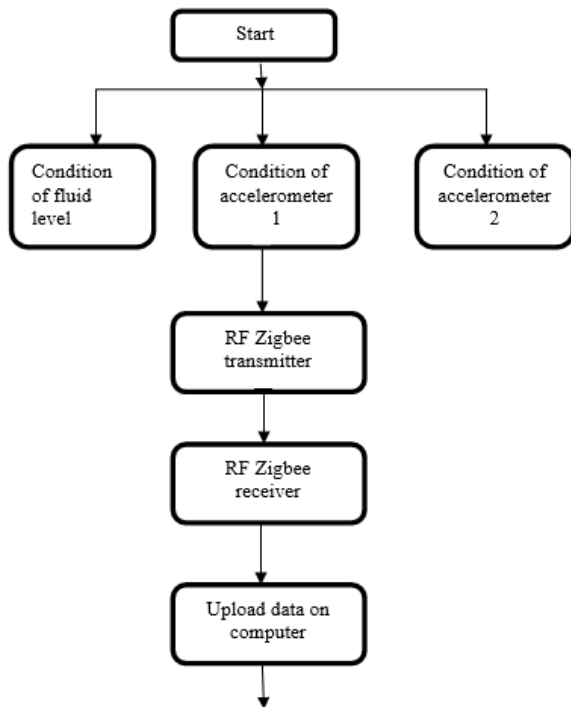 Start
Condition
of fluid
level
Condition of
accelerometer
1
Condition of
accelerometer
2
RF Zigbee
transmitter
RF Zigbee
receiver
Upload data on
computer